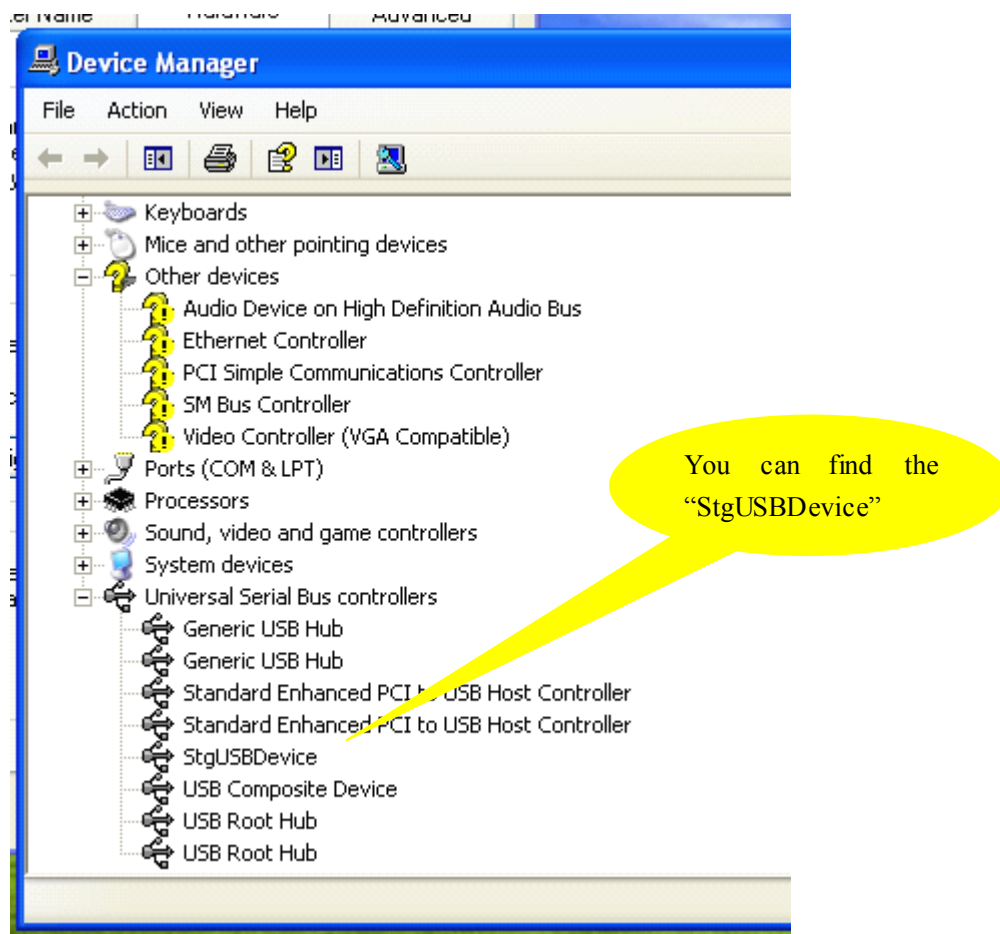 Advanced
Device Manager
File Action View Help
Keyboards
Mice and other pointing devices
Other devices
Audio Device on High Definition Audio Bus
Ethernet Controller
PCI Simple Communications Controller
SM Bus Controller
Video Controller (VGA Compatible)
Ports (COM & LPT)
Processors
Sound, video and game controllers
System devices
Universal Serial Bus controllers
Generic USB Hub
Generic USB Hub
Standard Enhanced PCI to USB Host Controller
Standard Enhanced PCI to USB Host Controller
StgUSBDevice
USB Composite Device
USB Root Hub
USB Root Hub
You can find the
“StgUSBDevice”